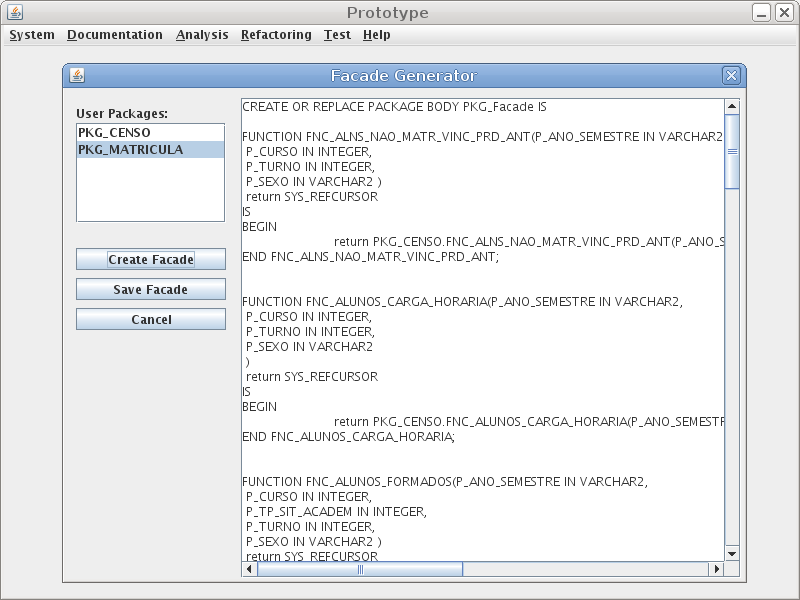 Prototype
System Documentation Analysis Refactoring Test Help
Facade Generator
User Packages:
PKG_CENSO
PKG_MATRICULA
Create Facade
Save Facade
Cancel
CREATE OR REPLACE PACKAGE BODY PKG_Facade IS
FUNCTION FNC_ALNS_NAO_MATR_VINC_PRD_ANT(P_ANO_SEMESTRE IN VARCHAR2
P_CURSO IN INTEGER,
P_TURNO IN INTEGER,
P_SEXO IN VARCHAR2 )
return SYS_REFCURSOR
IS
BEGIN
return PKG_CENSO.FNC_ALNS_NAO_MATR_VINC_PRD_ANT(P_ANO_S
END FNC_ALNS_NAO_MATR_VINC_PRD_ANT;
FUNCTION FNC_ALUNOS_CARGA_HORARIA(P_ANO_SEMESTRE IN VARCHAR2,
P_CURSO IN INTEGER,
P_TURNO IN INTEGER,
P_SEXO IN VARCHAR2
)
return SYS_REFCURSOR
IS
BEGIN
return PKG_CENSO.FNC_ALUNOS_CARGA_HORARIA(P_ANO_SEMESTR
END FNC_ALUNOS_CARGA_HORARIA;
FUNCTION FNC_ALUNOS_FORMADOS(P_ANO_SEMESTRE IN VARCHAR2,
P_CURSO IN INTEGER,
P_TP_SIT_ACADEM IN INTEGER,
P_TURNO IN INTEGER,
P_SEXO IN VARCHAR2 )
return SYS_REFCURSOR